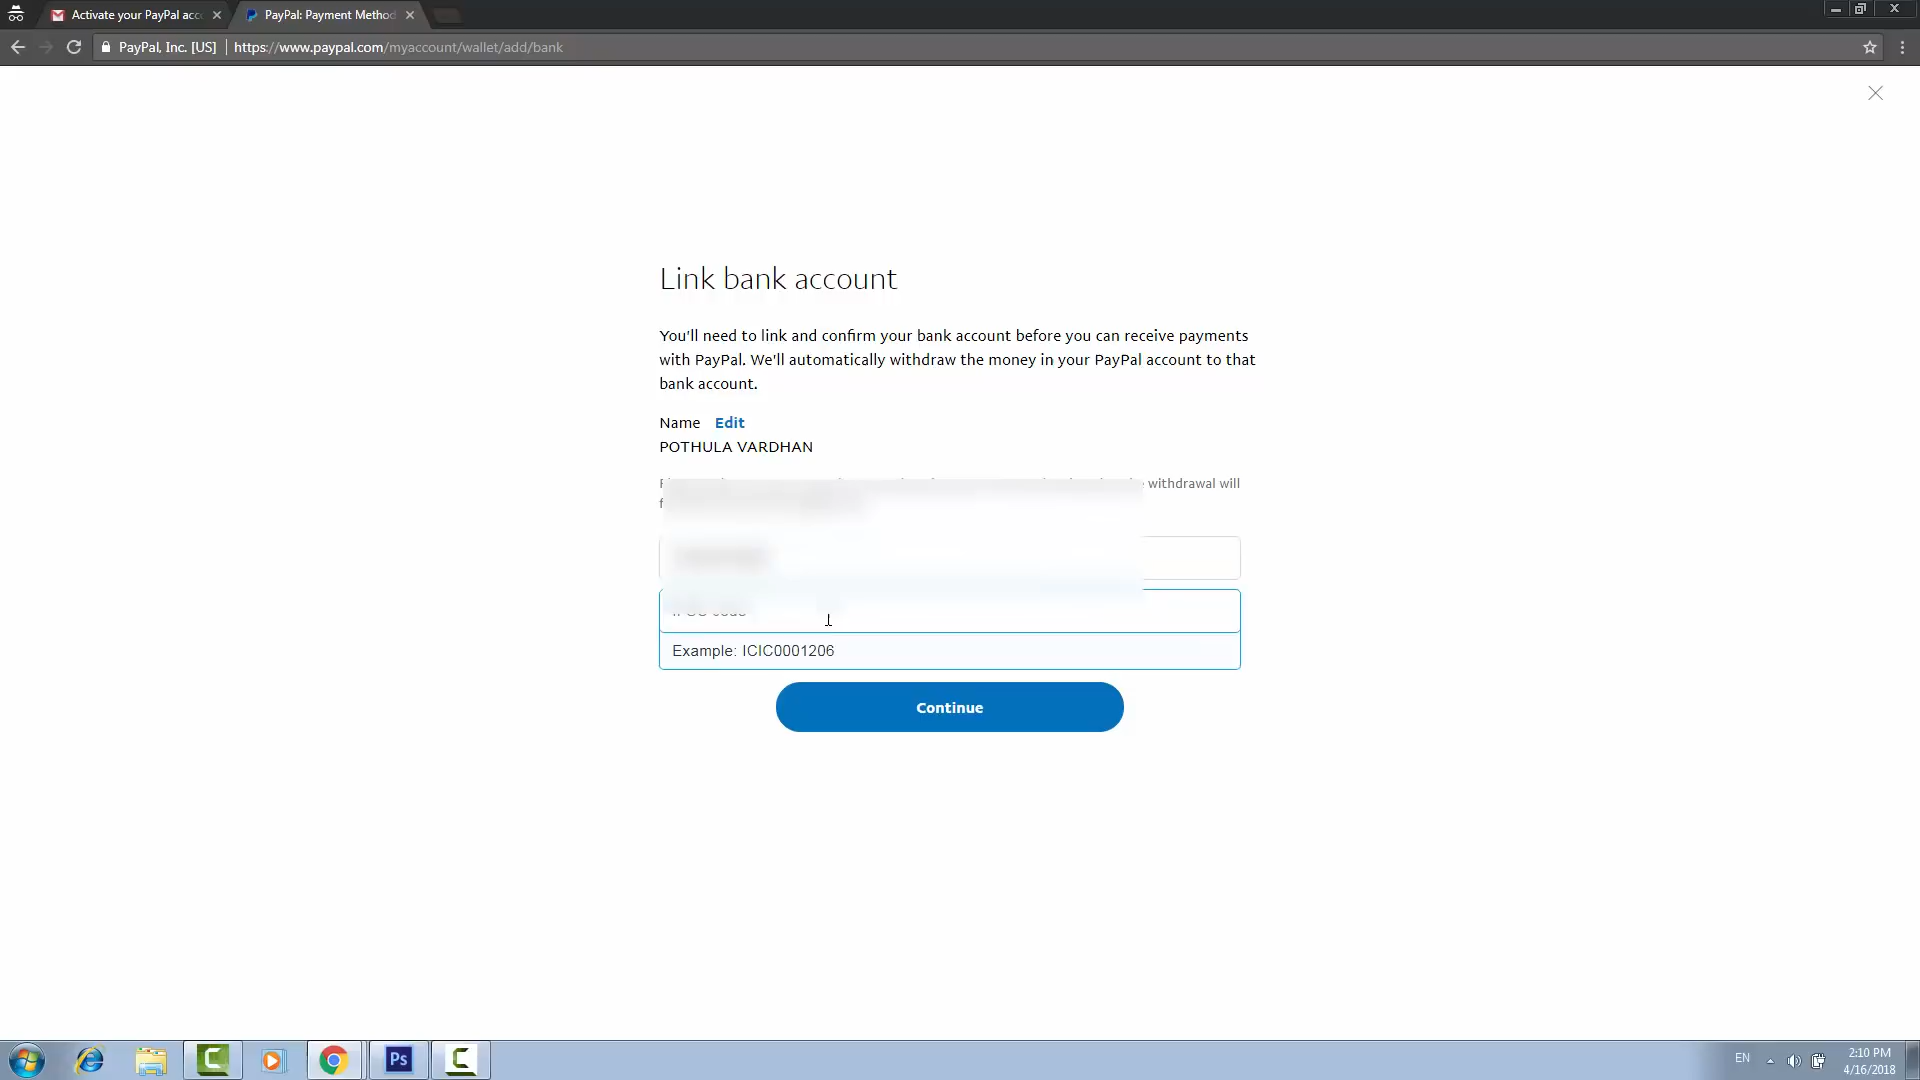 Activate your PayPal acc
PayPal: Payment Method
PayPal, Inc. [US]
https://www.paypal.com/myaccount/wallet/add/bank
Link bank account
You'll need to link and confirm your bank account before you can receive payments
with PayPal. We'll automatically withdraw the money in your PayPal account to that
bank account.
Name Edit
POTHULA VARDHAN
withdrawal will
Example: ICIC0001206
Continue
Ps
EN
2:10 PM
4/16/2018